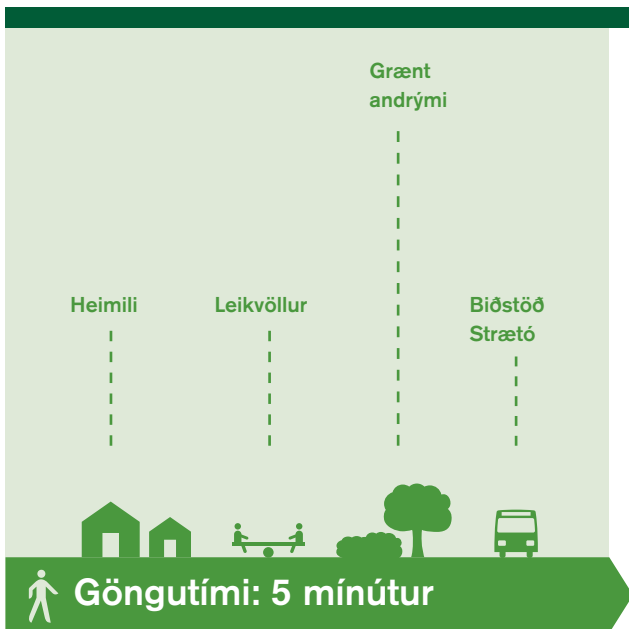 Grænt
andrými
Heimili
Leikvöllur
Biðstöð
Strætó
Göngutími: 5 mínútur